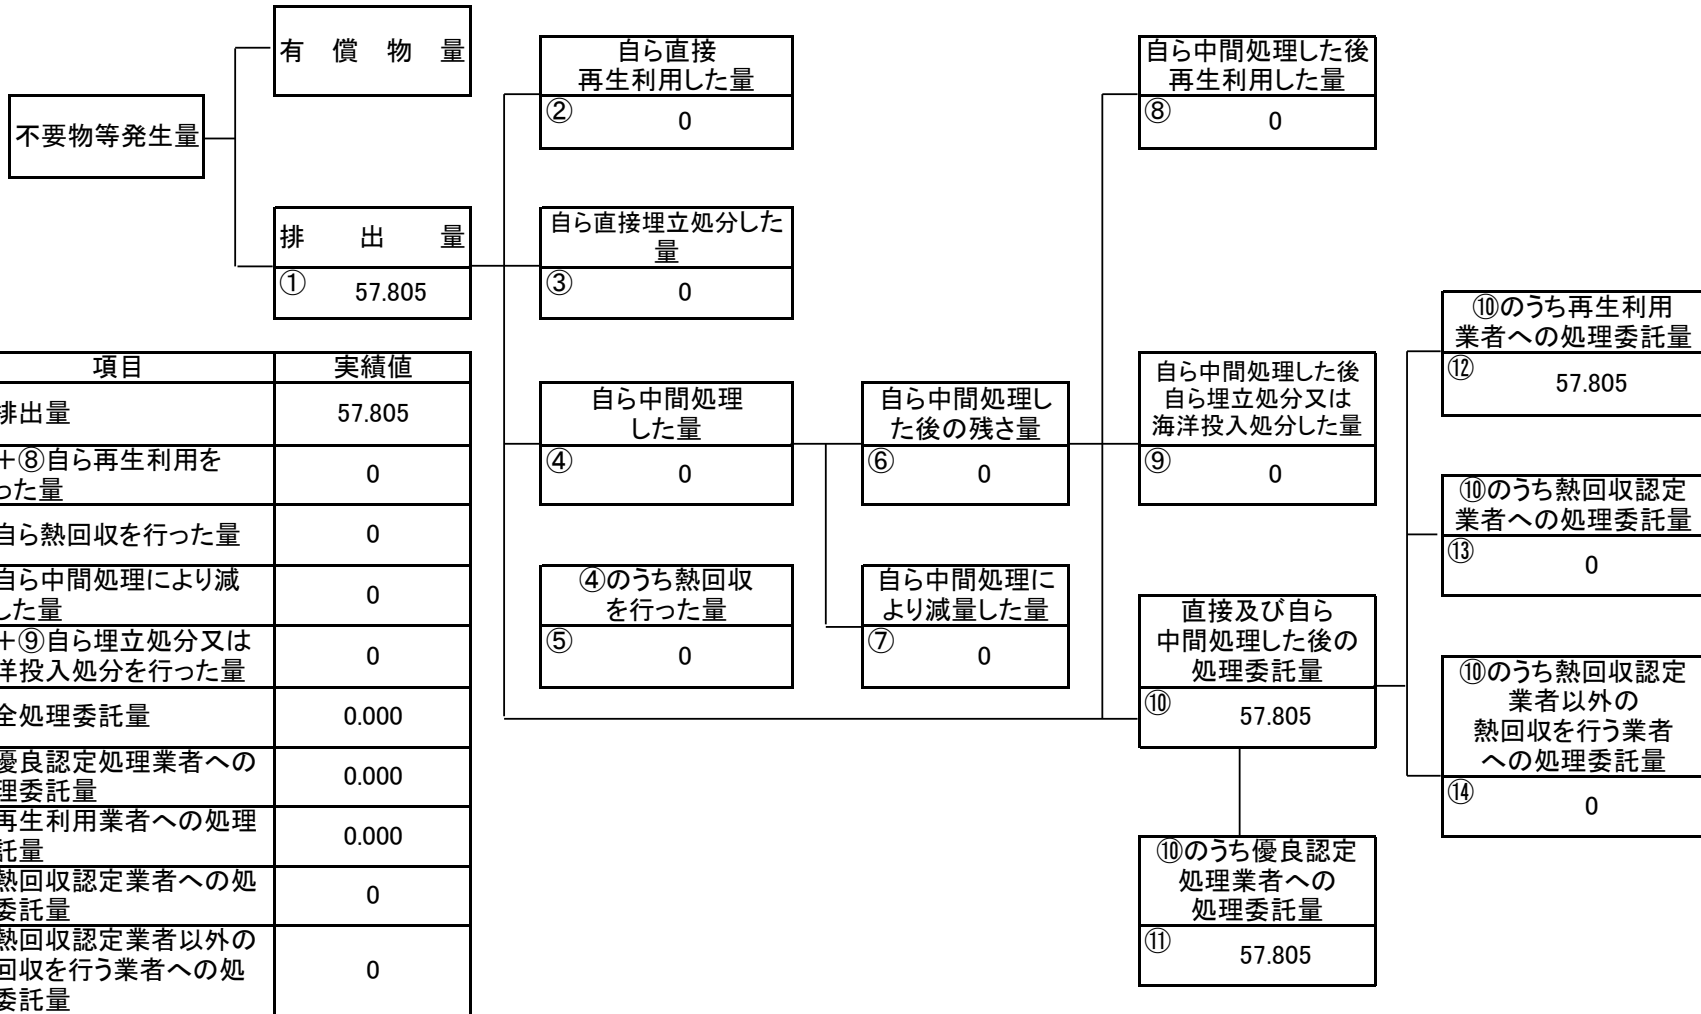 有　償　物　量
不要物等発生量
排　出　量
① 57.805
自ら直接
再生利用した量
② 0
自ら直接埋立処分した
量
③ 0
自ら中間処理
した量
④ 0
④のうち熱回収
を行った量
⑤ 0
自ら中間処理し
た後の残さ量
⑥ 0
自ら中間処理に
より減量した量
⑦ 0
自ら中間処理した後
再生利用した量
⑧ 0
自ら中間処理した後
自ら埋立処分又は
海洋投入処分した量
⑨ 0
直接及び自ら
中間処理した後の
処理委託量
⑩ 57.805
⑩のうち優良認定
処理業者への
処理委託量
⑪ 57.805
⑩のうち再生利用
業者への処理委託量
⑫ 57.805
⑩のうち熱回収認定
業者への処理委託量
⑬ 0
⑩のうち熱回収認定
業者以外の
熱回収を行う業者
への処理委託量
⑭ 0
項目 実績値
排出量 57.805
＋⑧自ら再生利用を
った量 0
自ら熱回収を行った量 0
自ら中間処理により減
した量 0
＋⑨自ら埋立処分又は
洋投入処分を行った量 0
全処理委託量 0.000
優良認定処理業者への
理委託量 0.000
再生利用業者への処理
託量 0.000
熱回収認定業者への処
委託量 0
熱回収認定業者以外の
回収を行う業者への処
委託量 0